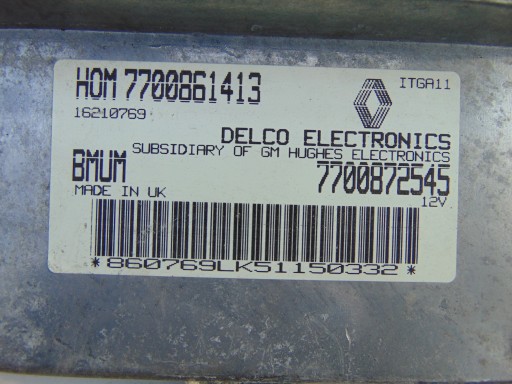 HOM 7700861413
ITGA11
16210769
DELCO ELECTRONICS
SUBSIDIARY OF GM HUGHES ELECTRONICS
BMUM
7700872545
MADE IN UK
12V
*860769LK51150332*